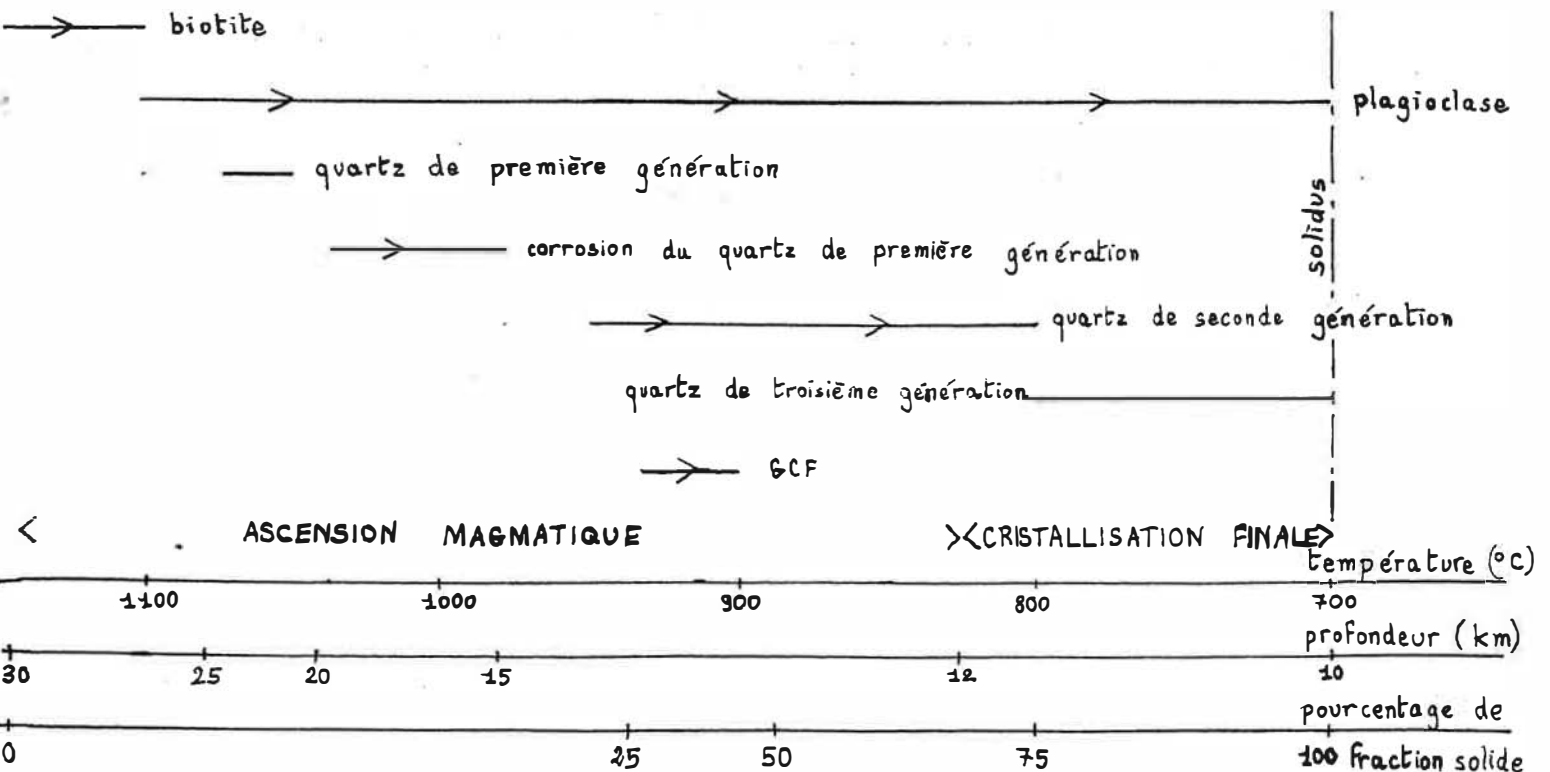 biotite
plagioclase
quartz de première génération
corrosion du quartz de première génération
solidus
quartz de seconde génération
quartz de troisième génération
GCF
< ASCENSION MAGMATIQUE >< CRISTALLISATION FINALE>
température (°C)
1100 1000 900 800 700
profondeur (km)
30 25 20 15 12 10
pourcentage de
0 25 50 75 100 fraction solide